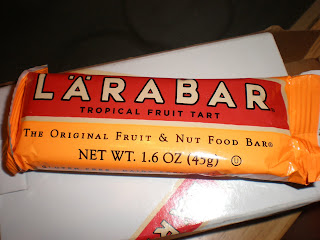 LÄRABAR
TROPICAL FRUIT TART
THE ORIGINAL FRUIT & NUT FOOD BAR®
NET WT. 1.6 OZ (45g) Ⓤ